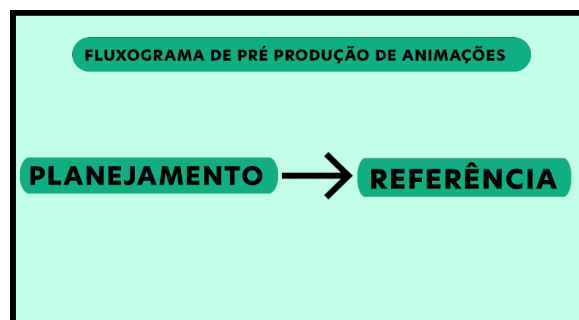 FLUXOGRAMA DE PRÉ PRODUÇÃO DE ANIMAÇÕES
PLANEJAMENTO
REFERÊNCIA